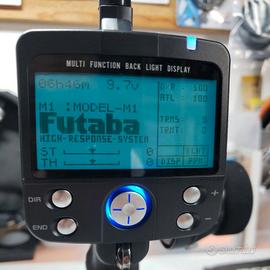 MULTI FUNCTION BACK LIGHT DISPLAY
06h46m 9.7v
D/R : 100
ATL : 100
M1 :MODEL-M1
TRMS: 0
TRMT: 0
Futaba
HIGH-RESPONSE-SYSTEM
ST 0
TH 0
DISP PPM
DIR
END
+
-